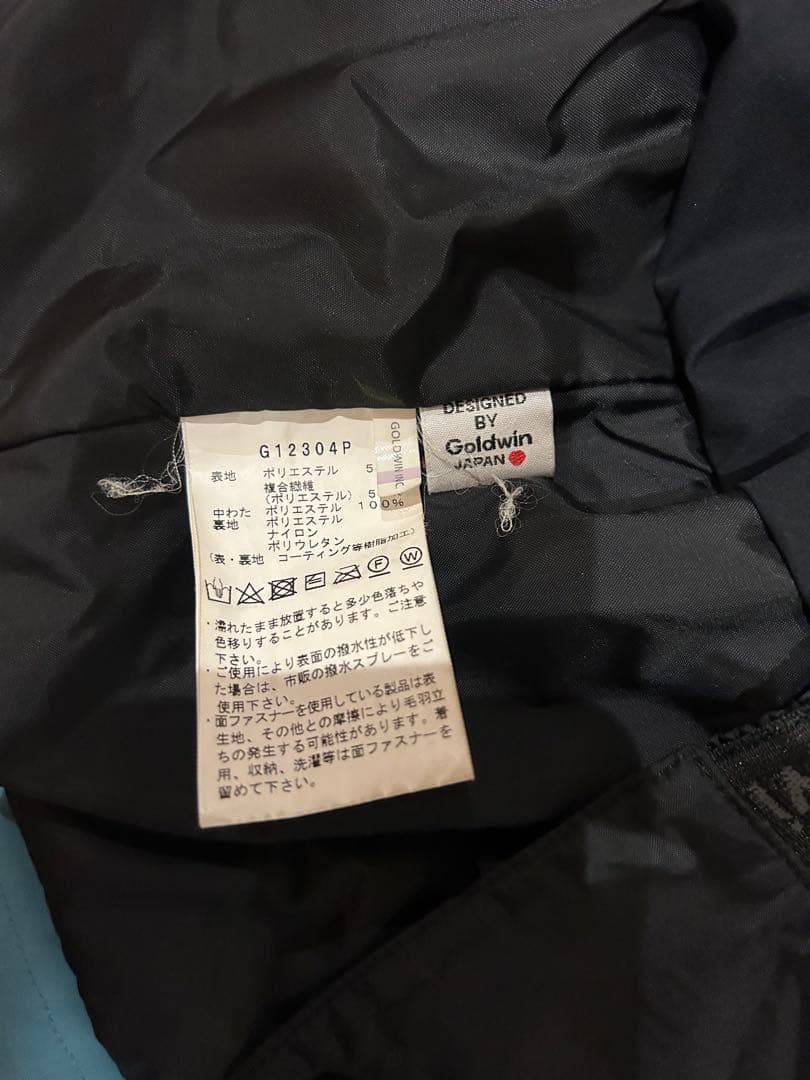 G12304P
表地 ポリエステル 5
複合繊維
(ポリエステル) 5
中わた ポリエステル 100%
裏地 ポリエステル
ナイロン
ポリウレタン
(表・裏地 コーティング等樹脂加工)
F W
・濡れたまま放置すると多少色落ちや
色移りすることがあります。ご注意
下さい。
・ご使用により表面の撥水性が低下し
た場合は、市販の撥水スプレーをご
使用下さい。
・面ファスナーを使用している製品は表
生地、その他との摩擦により毛羽立
ちの発生する可能性があります。着
用、収納、洗濯等は面ファスナーを
留めて下さい。
GOLDWIN INC.
DESIGNED
BY
Goldwin
JAPAN